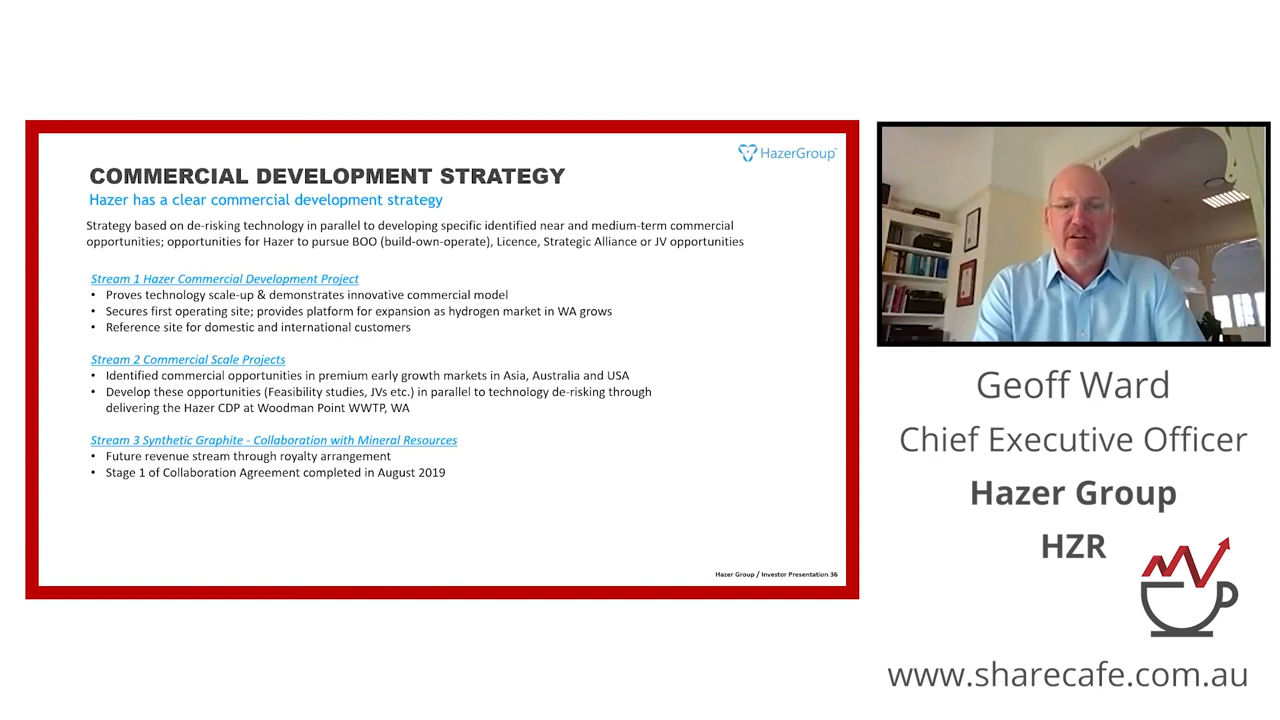 HazerGroup
COMMERCIAL DEVELOPMENT STRATEGY
Hazer has a clear commercial development strategy
Strategy based on de-risking technology in parallel to developing specific identified near and medium-term commercial
opportunities; opportunities for Hazer to pursue BOO (build-own-operate), Licence, Strategic Alliance or JV opportunities
Stream 1 Hazer Commercial Development Project
• Proves technology scale-up & demonstrates innovative commercial model
• Secures first operating site; provides platform for expansion as hydrogen market in WA grows
• Reference site for domestic and international customers
Stream 2 Commercial Scale Projects
• Identified commercial opportunities in premium early growth markets in Asia, Australia and USA
• Develop these opportunities (Feasibility studies, JVs etc.) in parallel to technology de-risking through
delivering the Hazer CDP at Woodman Point WWTP, WA
Stream 3 Synthetic Graphite - Collaboration with Mineral Resources
• Future revenue stream through royalty arrangement
• Stage 1 of Collaboration Agreement completed in August 2019
Hazer Group / Investor Presentation 36
Geoff Ward
Chief Executive Officer
Hazer Group
HZR
www.sharecafe.com.au